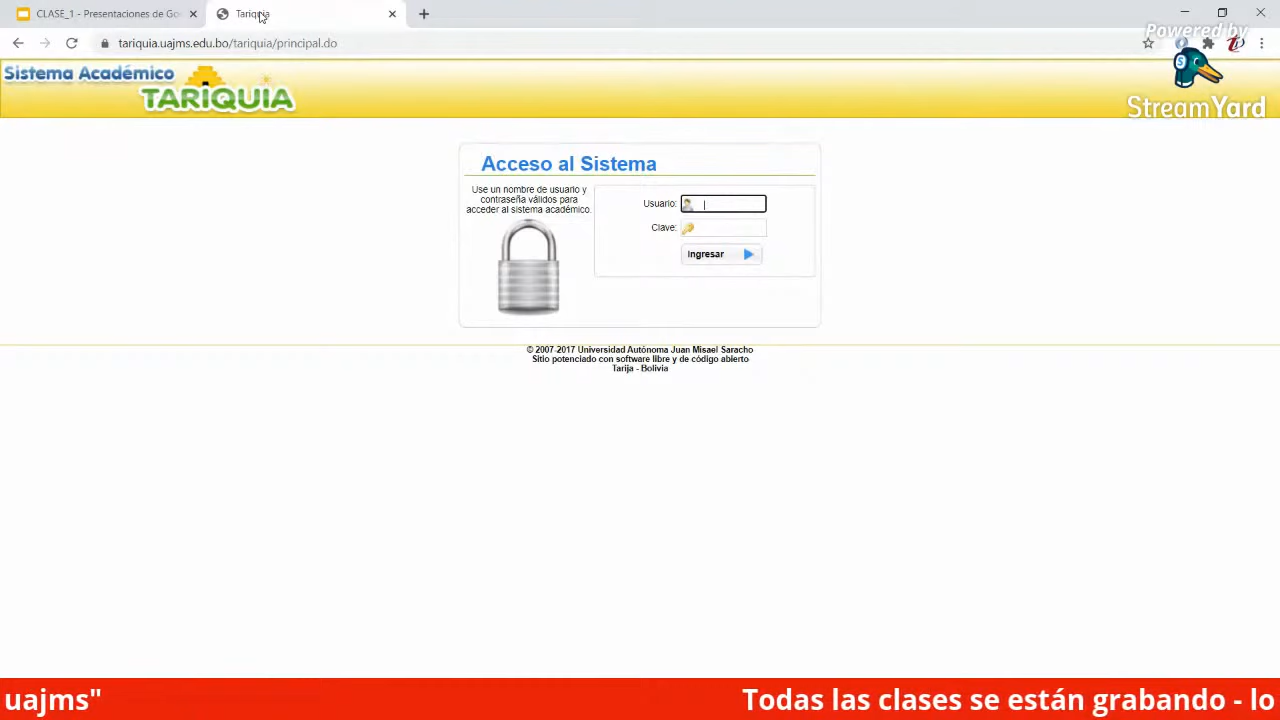 CLASE_1 - Presentaciones de Go
Tariquia
tariquia.uajms.edu.bo/tariquia/principal.do
Powered by
StreamYard
Sistema Académico
TARIQUIA
Acceso al Sistema
Use un nombre de usuario y
contraseña válidos para
acceder al sistema académico.
Usuario:
Clave:
Ingresar
© 2007-2017 Universidad Autónoma Juan Misael Saracho
Sitio potenciado con software libre y de código abierto
Tarija - Bolivia
uajms" Todas las clases se están grabando - lo